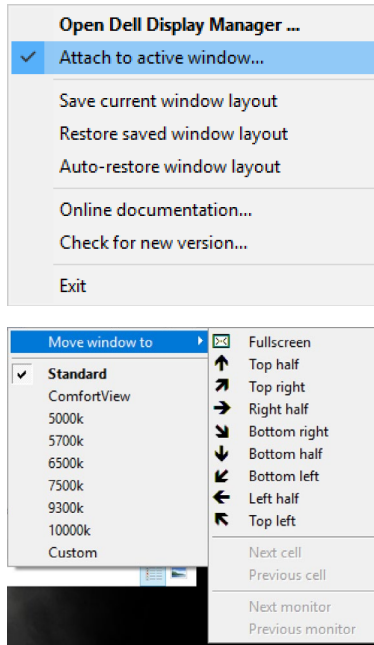 Open Dell Display Manager ...
Attach to active window...
Save current window layout
Restore saved window layout
Auto-restore window layout
Online documentation...
Check for new version...
Exit
Move window to
Standard
ComfortView
5000k
5700k
6500k
7500k
9300k
10000k
Custom
Fullscreen
Top half
Top right
Right half
Bottom right
Bottom half
Bottom left
Left half
Top left
Next cell
Previous cell
Next monitor
Previous monitor